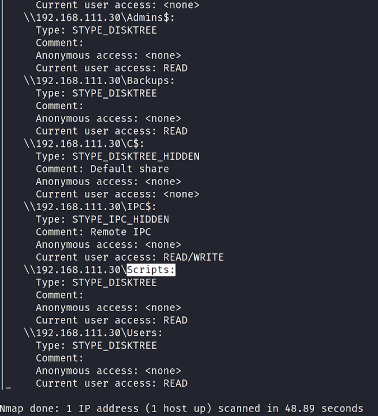 Current user access: <none>
\\192.168.111.30\Admins$:
Type: STYPE_DISKTREE
Comment:
Anonymous access: <none>
Current user access: READ
\\192.168.111.30\Backups:
Type: STYPE_DISKTREE
Comment:
Anonymous access: <none>
Current user access: READ
\\192.168.111.30\C$:
Type: STYPE_DISKTREE_HIDDEN
Comment: Default share
Anonymous access: <none>
Current user access: <none>
\\192.168.111.30\IPC$:
Type: STYPE_IPC_HIDDEN
Comment: Remote IPC
Anonymous access: <none>
Current user access: READ/WRITE
\\192.168.111.30\Scripts:
Type: STYPE_DISKTREE
Comment:
Anonymous access: <none>
Current user access: READ
\\192.168.111.30\Users:
Type: STYPE_DISKTREE
Comment:
Anonymous access: <none>
|_    Current user access: READ
Nmap done: 1 IP address (1 host up) scanned in 48.89 seconds